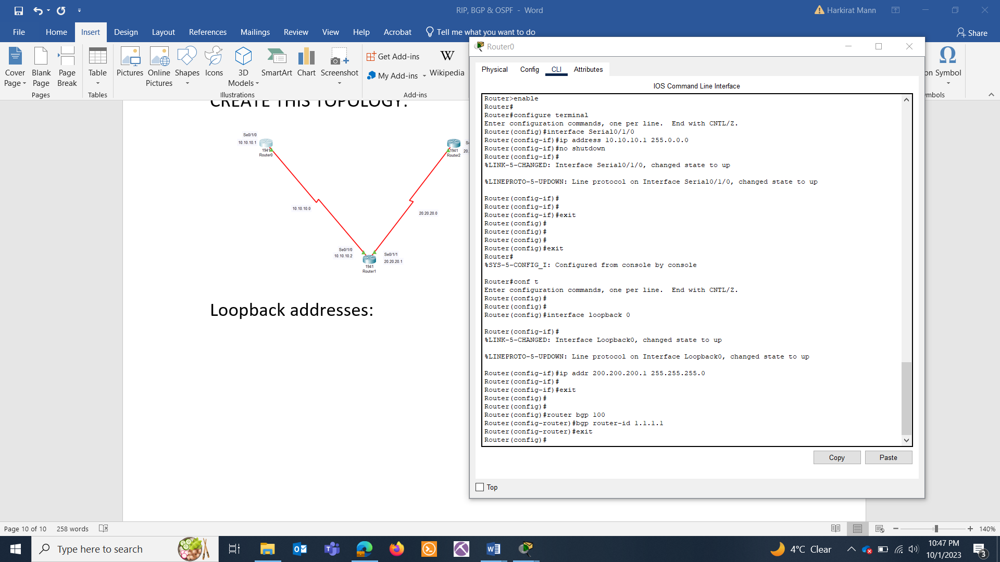 RIP, BGP & OSPF - Word
Harkirat Mann
File Home Insert Design Layout References Mailings Review View Help Acrobat Tell me what you want to do
Share
Cover Page
Blank Page
Page Break
Pages
Table
Tables
Pictures
Online Pictures
Shapes
Icons
3D Models
SmartArt
Chart
Screenshot
Illustrations
Get Add-ins
My Add-ins
Wikipedia
Add-ins
on Symbol
mbols
CREATE THIS TOPOLOGY:
Se0/1/0
10.10.10.1
1941
Router0
1941
Router2
Se
20.
10.10.10.0
20.20.20.0
Se0/1/0
10.10.10.2
Se0/1/1
20.20.20.1
1941
Router1
Loopback addresses:
Router0
Physical Config CLI Attributes
IOS Command Line Interface
Router>enable
Router#
Router#configure terminal
Enter configuration commands, one per line. End with CNTL/Z.
Router(config)#interface Serial0/1/0
Router(config-if)#ip address 10.10.10.1 255.0.0.0
Router(config-if)#no shutdown
Router(config-if)#
%LINK-5-CHANGED: Interface Serial0/1/0, changed state to up
%LINEPROTO-5-UPDOWN: Line protocol on Interface Serial0/1/0, changed state to up
Router(config-if)#
Router(config-if)#
Router(config-if)#exit
Router(config)#
Router(config)#
Router(config)#
Router(config)#exit
Router#
%SYS-5-CONFIG_I: Configured from console by console
Router#conf t
Enter configuration commands, one per line. End with CNTL/Z.
Router(config)#
Router(config)#
Router(config)#interface loopback 0
Router(config-if)#
%LINK-5-CHANGED: Interface Loopback0, changed state to up
%LINEPROTO-5-UPDOWN: Line protocol on Interface Loopback0, changed state to up
Router(config-if)#ip addr 200.200.200.1 255.255.255.0
Router(config-if)#
Router(config-if)#exit
Router(config)#
Router(config)#
Router(config)#router bgp 100
Router(config-router)#bgp router-id 1.1.1.1
Router(config-router)#exit
Router(config)#
Copy
Paste
Top
Page 10 of 10 258 words
140%
Type here to search
4°C Clear
10:47 PM
10/1/2023
3